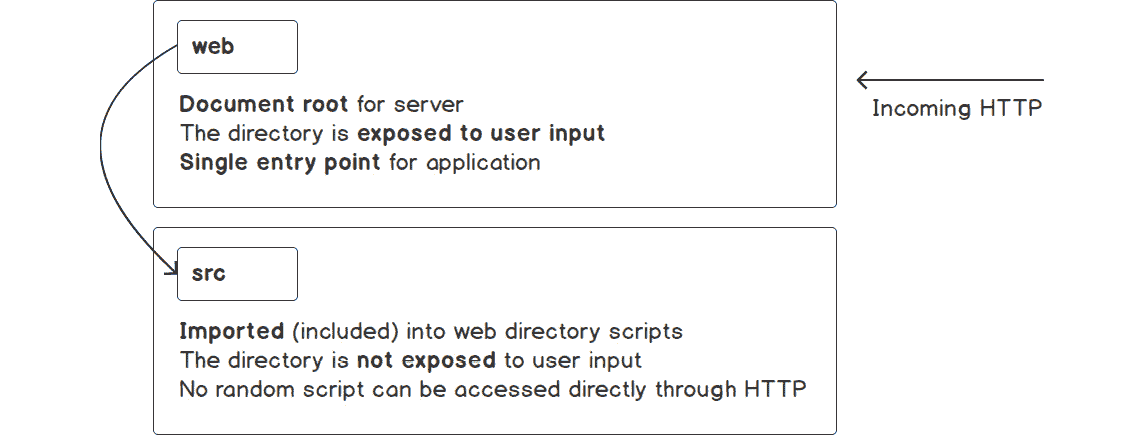 web
Document root for server
The directory is exposed to user input
Single entry point for application
Incoming HTTP
src
Imported (included) into web directory scripts
The directory is not exposed to user input
No random script can be accessed directly through HTTP